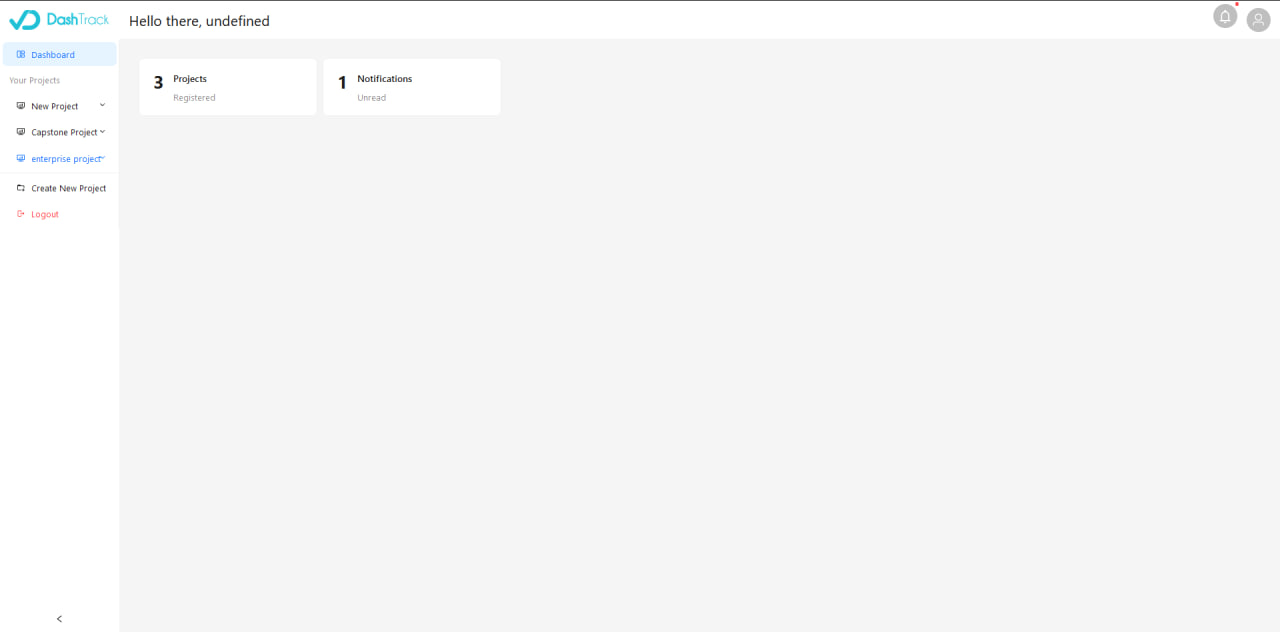 DashTrack
Hello there, undefined
Dashboard
Your Projects
New Project
Capstone Project
enterprise project
Create New Project
Logout
3 Projects
Registered
1 Notifications
Unread